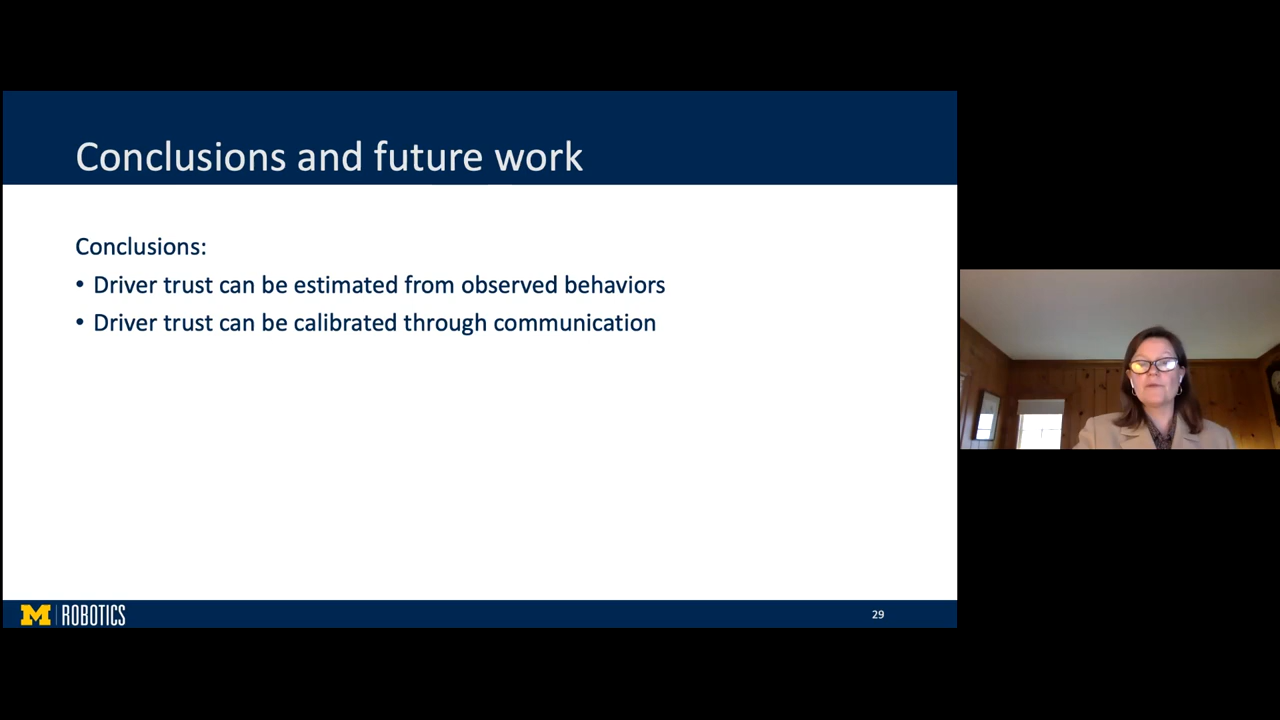 Conclusions and future work
Conclusions:
• Driver trust can be estimated from observed behaviors
• Driver trust can be calibrated through communication
M ROBOTICS
29